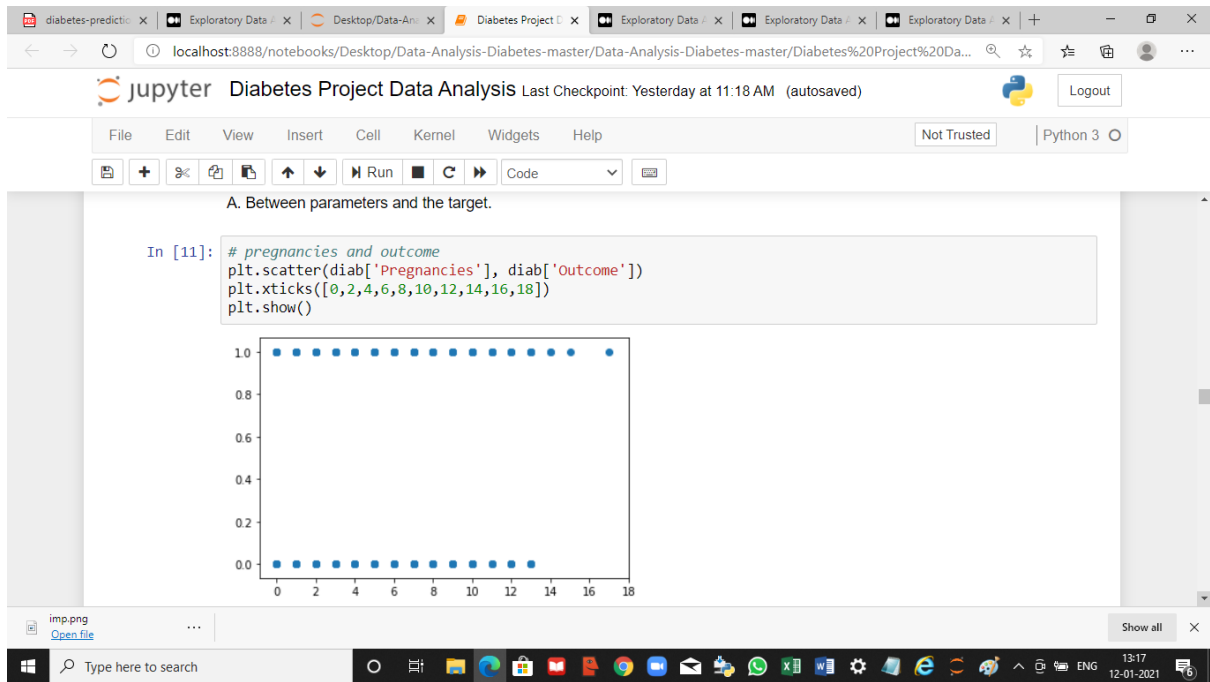 diabetes-predictio
Exploratory Data A
Desktop/Data-Ana
Diabetes Project D
Exploratory Data A
Exploratory Data A
Exploratory Data A
localhost:8888/notebooks/Desktop/Data-Analysis-Diabetes-master/Data-Analysis-Diabetes-master/Diabetes%20Project%20Da...
jupyter Diabetes Project Data Analysis Last Checkpoint: Yesterday at 11:18 AM (autosaved)
Logout
File Edit View Insert Cell Kernel Widgets Help
Not Trusted
Python 3
Run
Code
A. Between parameters and the target.
In [11]: # pregnancies and outcome
plt.scatter(diab['Pregnancies'], diab['Outcome'])
plt.xticks([0,2,4,6,8,10,12,14,16,18])
plt.show()
1.0
0.8
0.6
0.4
0.2
0.0
0 2 4 6 8 10 12 14 16 18
imp.png
Open file
...
Show all
Type here to search
ENG
13:17
12-01-2021
6